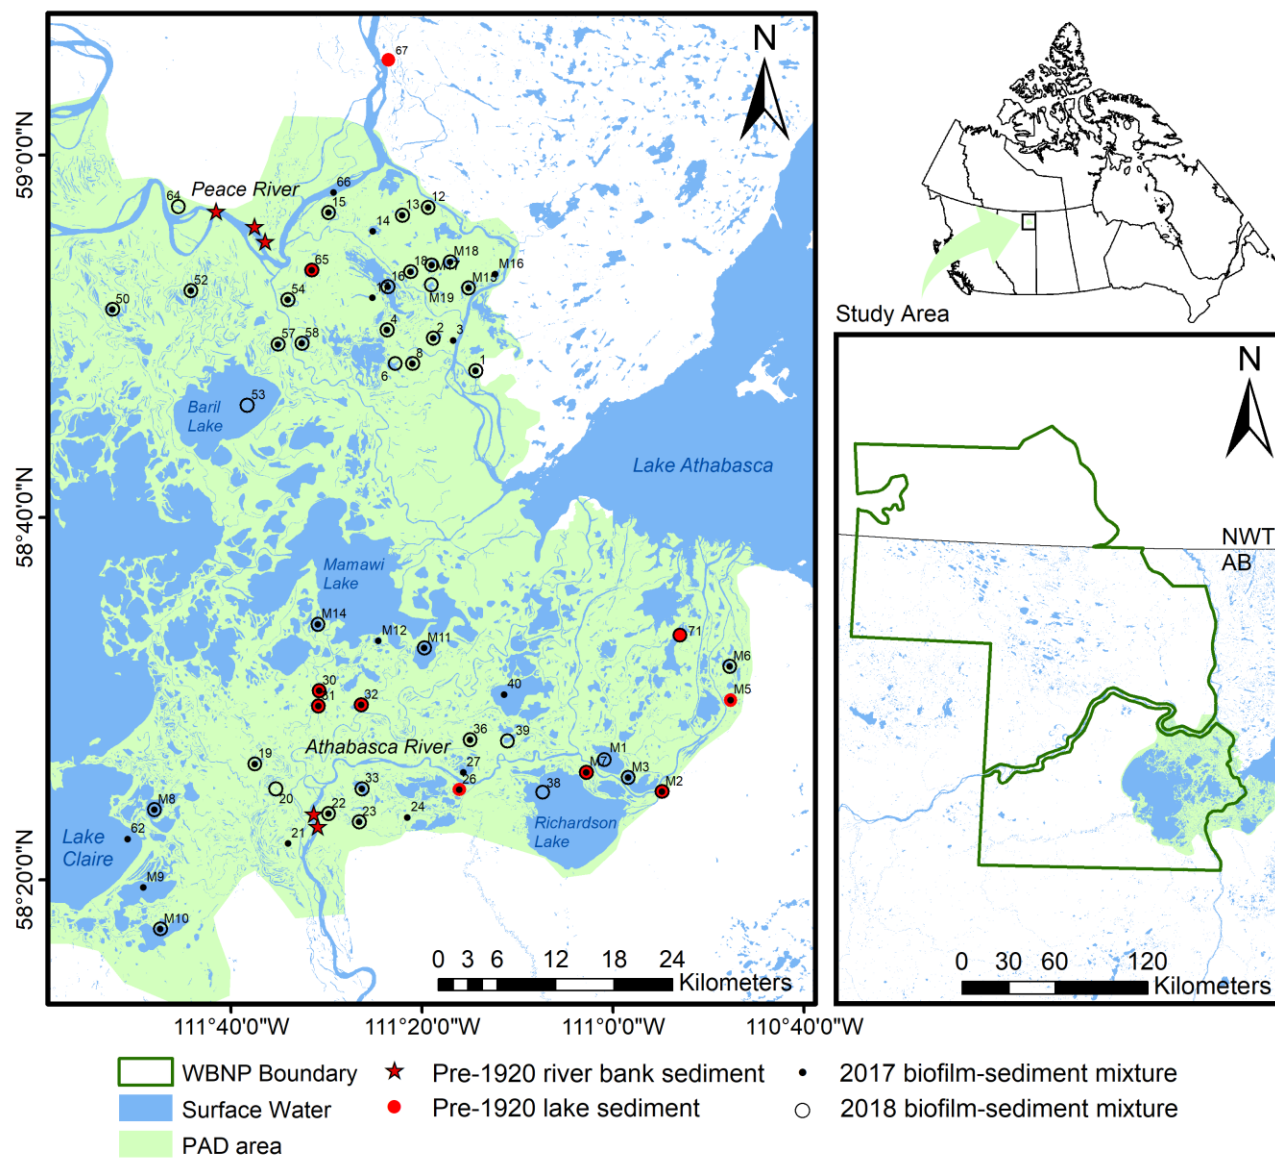 N
67
59°0'0"N
64
Peace River
66
15
14
13
12
65
18
M18
M17
M16
16
M15
M19
52
50
54
57
58
4
2
3
6
8
1
53
Baril
Lake
Lake Athabasca
58°40'0"N
Mamawi
Lake
M14
M12
M11
71
M6
M5
30
31
32
40
Athabasca River
36
39
19
20
33
27
26
M1
M7
M3
M2
38
22
23
24
21
Richardson
Lake
M8
62
Lake
Claire
M9
M10
58°20'0"N
0 3 6 12 18 24
Kilometers
111°40'0"W 111°20'0"W 111°0'0"W 110°40'0"W
Study Area
N
NWT
AB
0 30 60 120
Kilometers
WBNP Boundary
Surface Water
PAD area
Pre-1920 river bank sediment
Pre-1920 lake sediment
2017 biofilm-sediment mixture
2018 biofilm-sediment mixture